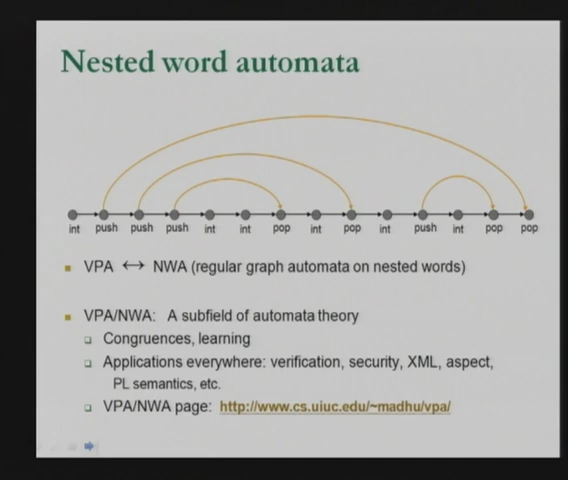 Nested word automata
int push push push int int pop int pop int push int pop pop
▪ VPA ↔ NWA (regular graph automata on nested words)
▪ VPA/NWA: A subfield of automata theory
▫ Congruences, learning
▫ Applications everywhere: verification, security, XML, aspect,
PL semantics, etc.
▫ VPA/NWA page: http://www.cs.uiuc.edu/~madhu/vpa/